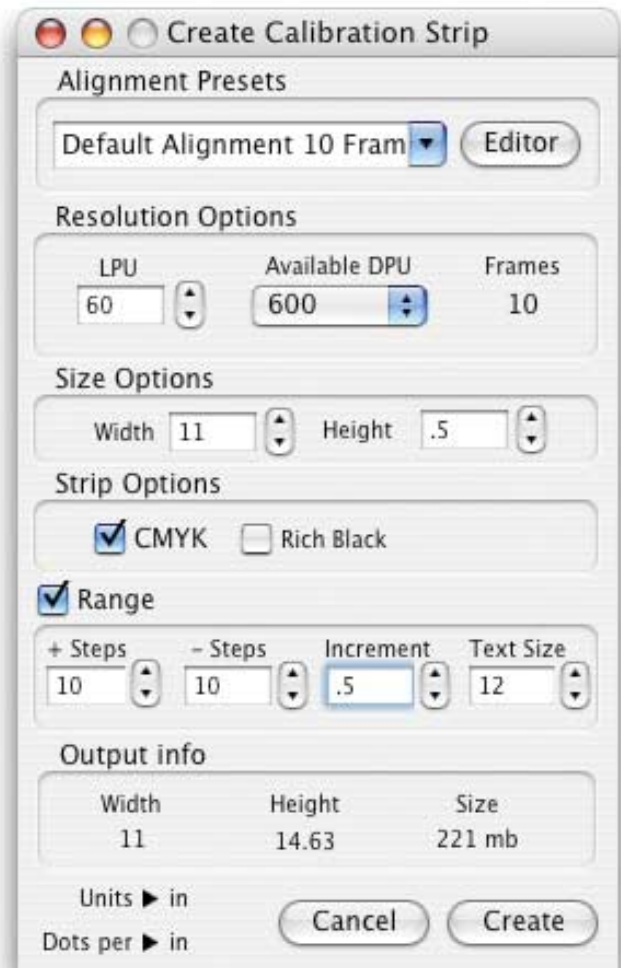 Create Calibration Strip
Alignment Presets
Default Alignment 10 Fram
Editor
Resolution Options
LPU Available DPU Frames
60 600 10
Size Options
Width 11 Height .5
Strip Options
CMYK Rich Black
Range
+ Steps – Steps Increment Text Size
10 10 .5 12
Output info
Width Height Size
11 14.63 221 mb
Units ▶ in
Dots per ▶ in
Cancel Create